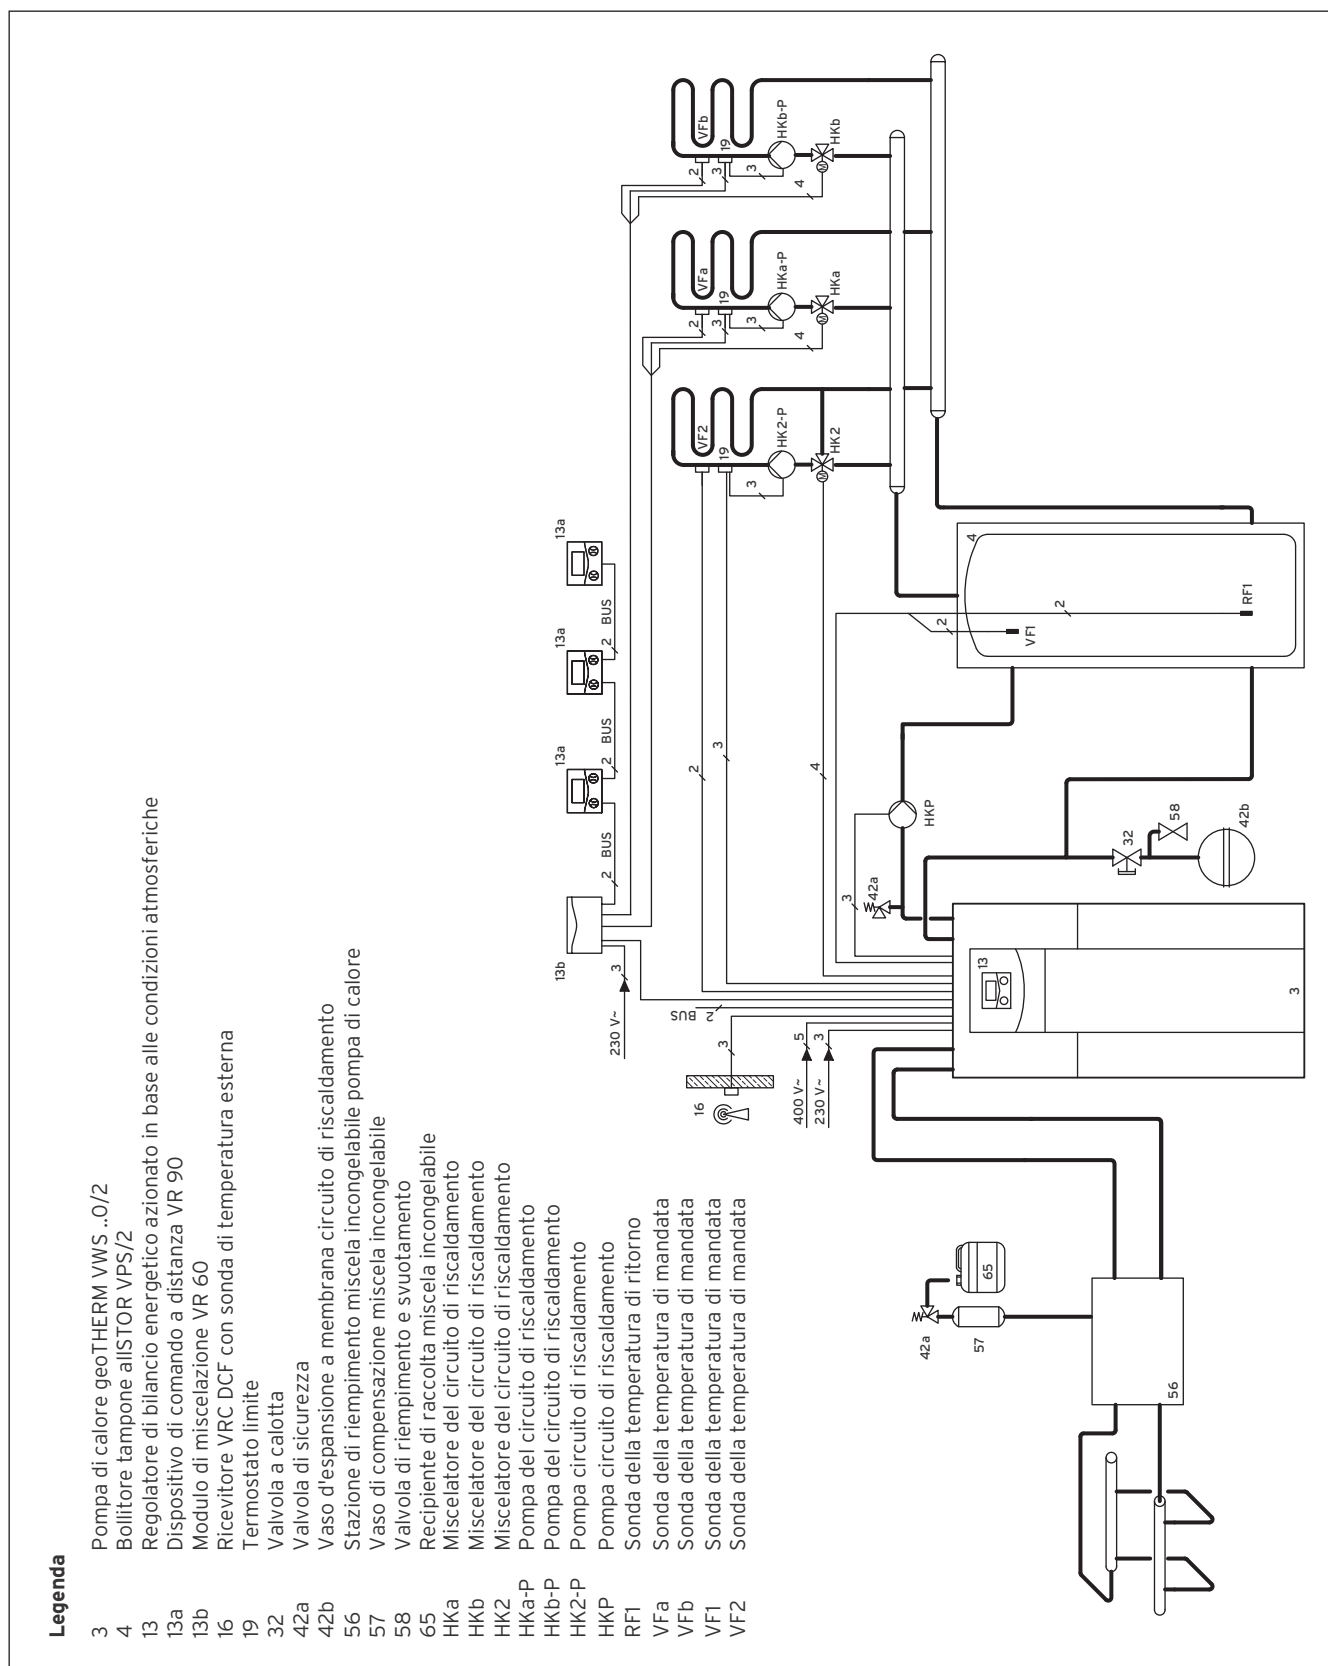 Legenda
3 Pompa di calore geoTHERM VWS ..0/2
4 Bollitore tampone allSTOR VPS/2
13 Regolatore di bilancio energetico azionato in base alle condizioni atmosferiche
13a Dispositivo di comando a distanza VR 90
13b Modulo di miscelazione VR 60
16 Ricevitore VRC DCF con sonda di temperatura esterna
19 Termostato limite
32 Valvola a calotta
42a Valvola di sicurezza
42b Vaso d'espansione a membrana circuito di riscaldamento
56 Stazione di riempimento miscela incongelabile pompa di calore
57 Vaso di compensazione miscela incongelabile
58 Valvola di riempimento e svuotamento
65 Recipiente di raccolta miscela incongelabile
HKa Miscelatore del circuito di riscaldamento
HKb Miscelatore del circuito di riscaldamento
HK2 Miscelatore del circuito di riscaldamento
HKa-P Pompa del circuito di riscaldamento
HKb-P Pompa del circuito di riscaldamento
HK2-P Pompa circuito di riscaldamento
HKP Pompa circuito di riscaldamento
RF1 Sonda della temperatura di ritorno
VFa Sonda della temperatura di mandata
VFb Sonda della temperatura di mandata
VF1 Sonda della temperatura di mandata
VF2 Sonda della temperatura di mandata
13b
3
230 V~
2
BUS
13a
2
BUS
13a
2
BUS
13a
VF2
19
3
HK2-P
HK2
2
3
VFa
19
3
HKa-P
4
HKa
2
3
VFb
19
3
HKb-P
4
HKb
2
3
4
16
3
2
BUS
400 V~
5
230 V~
3
3
42a
HKP
13
3
32
58
42b
4
2
VF1
2
RF1
42a
57
65
56